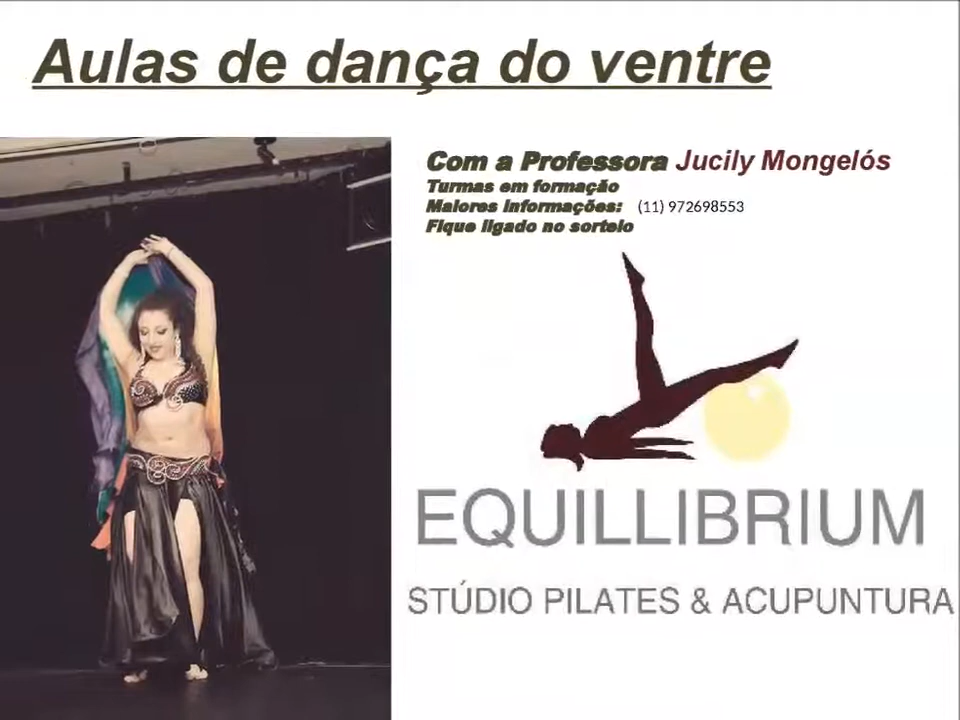 Aulas de dança do ventre
Com a Professora Jucily Mongelós
Turmas em formação
Maiores Informações: (11) 972698553
Fique ligado no sorteio
EQUILLIBRIUM
STÚDIO PILATES & ACUPUNTURA